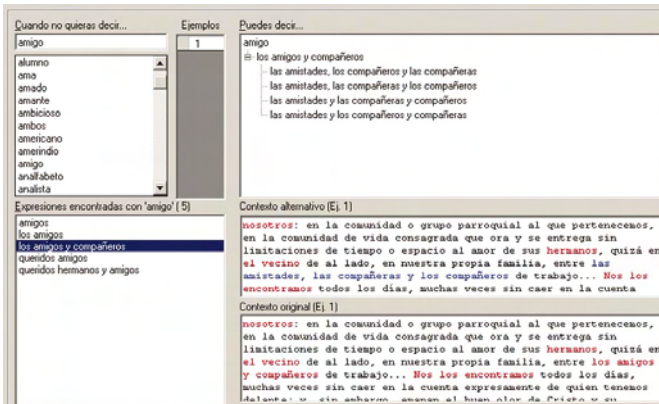 Cuando no quieras decir...
Ejemplos
Puedes decir...
amigo
1
alumno
ama
amado
amante
ambicioso
ambos
americano
amerindio
amigo
analfabeto
analista
amigo
los amigos y compañeros
las amistades, los compañeros y las compañeras
las amistades, las compañeras y los compañeros
las amistades y las compañeras y compañeros
las amistades y los compañeros y compañeras
Expresiones encontradas con 'amigo' ( 5)
amigos
los amigos
los amigos y compañeros
queridos amigos
queridos hermanos y amigos
Contexto alternativo (Ej. 1)
nosotros: en la comunidad o grupo parroquial al que pertenecemos,
en la comunidad de vida consagrada que ora y se entrega sin
limitaciones de tiempo o espacio al amor de sus hermanos, quizá en
el vecino de al lado, en nuestra propia familia, entre las
amistades, las compañeras y los compañeros de trabajo... Nos los
encontramos todos los días, muchas veces sin caer en la cuenta
Contexto original (Ej. 1)
nosotros: en la comunidad o grupo parroquial al que pertenecemos,
en la comunidad de vida consagrada que ora y se entrega sin
limitaciones de tiempo o espacio al amor de sus hermanos, quizá en
el vecino de al lado, en nuestra propia familia, entre los amigos
y compañeros de trabajo... Nos los encontramos todos los días,
muchas veces sin caer en la cuenta expresamente de quien tenemos
delante: y, sin embargo, emanan el buen olor de Cristo y su